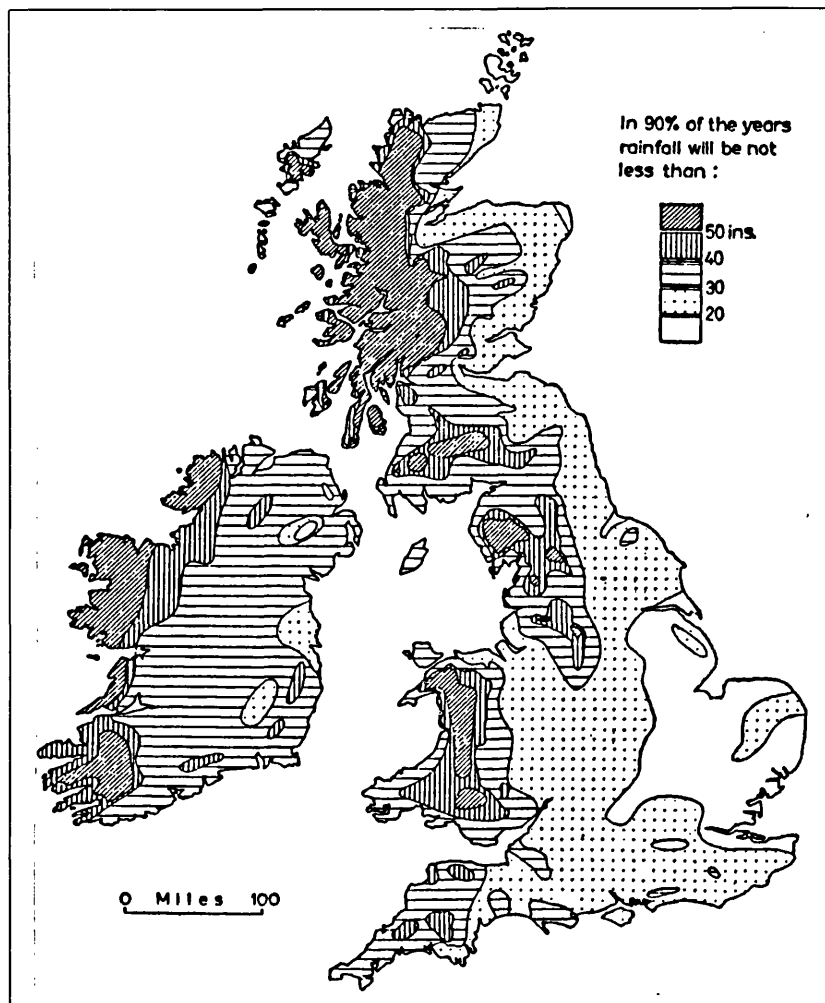 In 90% of the years
rainfall will be not
less than :
50 ins.
40
30
20
0 Miles 100